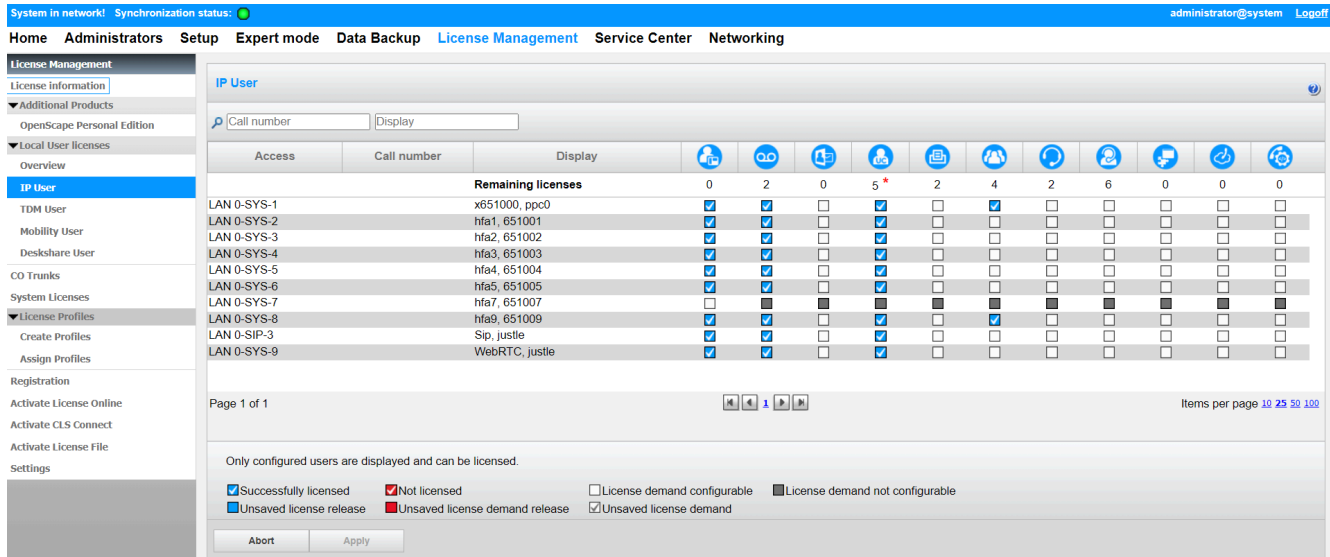 System in network! Synchronization status:
administrator@system Logoff
Home Administrators Setup Expert mode Data Backup License Management Service Center Networking
License Management
License information
Additional Products
OpenScape Personal Edition
Local User licenses
Overview
IP User
TDM User
Mobility User
Deskshare User
CO Trunks
System Licenses
License Profiles
Create Profiles
Assign Profiles
Registration
Activate License Online
Activate CLS Connect
Activate License File
Settings
IP User
?
Call number Display
Access Call number Display UC
Remaining licenses 0 2 0 5 * 2 4 2 6 0 0 0
LAN 0-SYS-1 x651000, ppc0
LAN 0-SYS-2 hfa1, 651001
LAN 0-SYS-3 hfa2, 651002
LAN 0-SYS-4 hfa3, 651003
LAN 0-SYS-5 hfa4, 651004
LAN 0-SYS-6 hfa5, 651005
LAN 0-SYS-7 hfa7, 651007
LAN 0-SYS-8 hfa9, 651009
LAN 0-SIP-3 Sip, justle
LAN 0-SYS-9 WebRTC, justle
Page 1 of 1 1 Items per page 10 25 50 100
Only configured users are displayed and can be licensed.
Successfully licensed Not licensed License demand configurable License demand not configurable
Unsaved license release Unsaved license demand release Unsaved license demand
Abort Apply